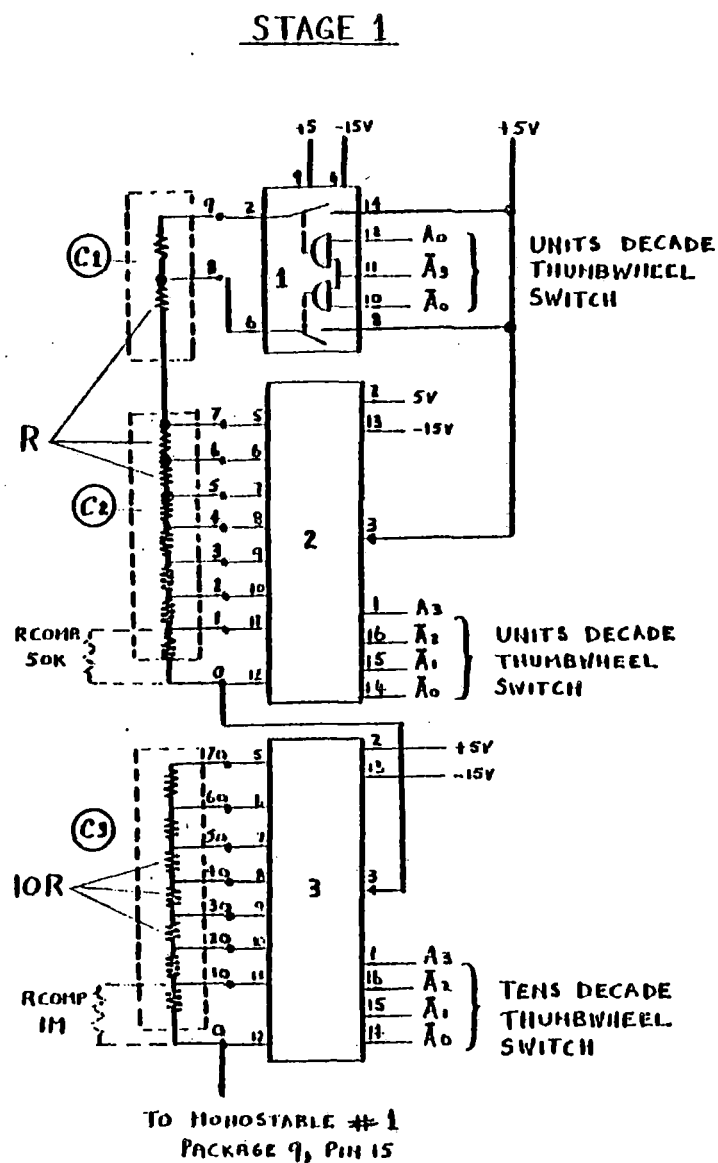 STAGE 1
+5 -15V +5V
9 4
9 2 14
C1
12 A0
1 11 Ā3
10 Ā0
UNITS DECADE
THUMBWHEEL
SWITCH
8 6 8
R
7 5 2 5V
6 6 13 -15V
5 7
C2
4 8 2 3
3 9
2 10
1 11 1 A3
RCOMP.
50K
16 Ā2
15 Ā1
0 12 14 Ā0
UNITS DECADE
THUMBWHEEL
SWITCH
70 5 2 +5V
60 13 -15V
C3
50 7
8 3 3
10R
30 9
20 10
10 11 1 A3
RCOMP
1M
16 Ā2
15 Ā1
0 12 Ā0
TENS DECADE
THUMBWHEEL
SWITCH
TO MONOSTABLE # 1
PACKAGE 9, PIN 15